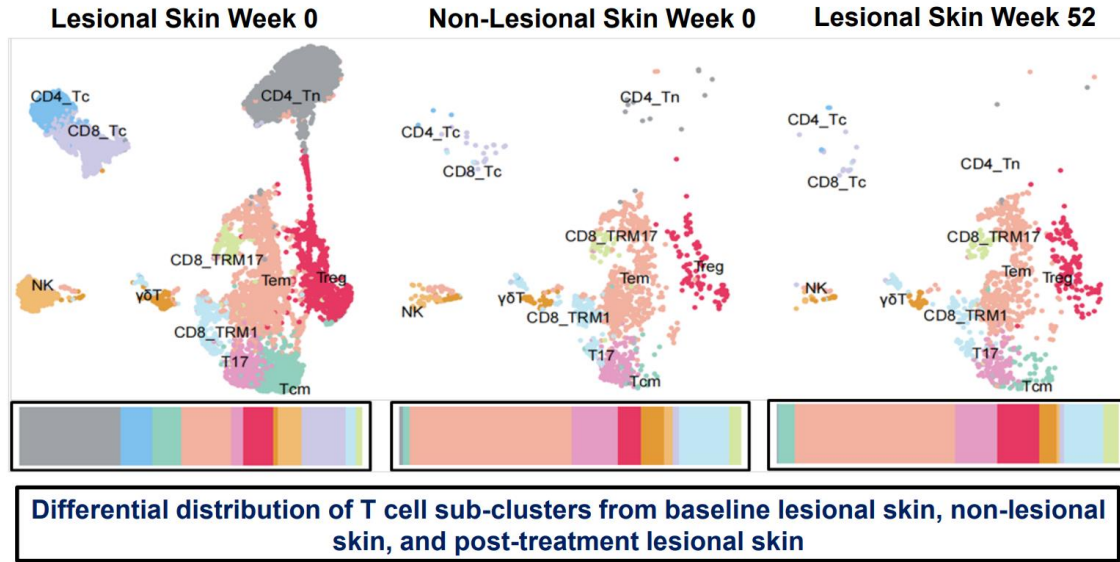 Lesional Skin Week 0
Non-Lesional Skin Week 0
Lesional Skin Week 52
CD4_Tc
CD8_Tc
CD4_Tn
CD8_TRM17
NK
γδT
Tem
Treg
CD8_TRM1
T17
Tcm
CD4_Tn
CD4_Tc
CD8_Tc
CD8_TRM17
Treg
Tem
γδT
NK
CD8_TRM1
T17
Tcm
CD4_Tc
CD4_Tn
CD8_Tc
CD8_TRM17
Tem
Treg
NK
γδT
CD8_TRM1
T17
Tcm
Differential distribution of T cell sub-clusters from baseline lesional skin, non-lesional
skin, and post-treatment lesional skin